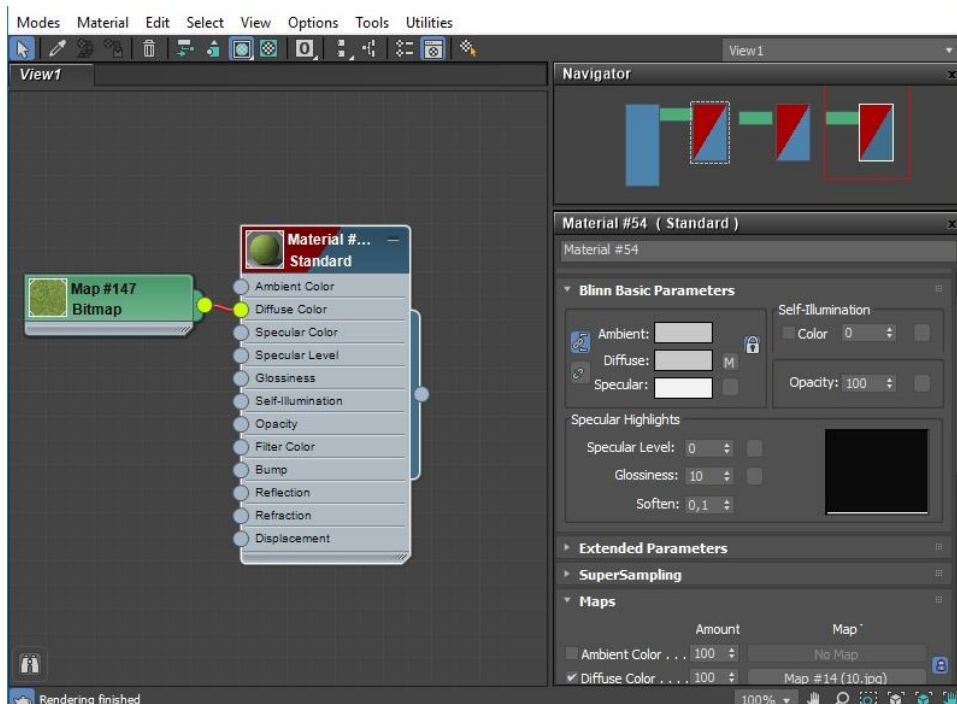 Modes Material Edit Select View Options Tools Utilities
View1
View1
Navigator
Material #... −
Standard
Map #147
Bitmap
Ambient Color
Diffuse Color
Specular Color
Specular Level
Glossiness
Self-Illumination
Opacity
Filter Color
Bump
Reflection
Refraction
Displacement
Material #54 ( Standard )
Material #54
Blinn Basic Parameters
Self-Illumination
Ambient:
Color 0
Diffuse: M
Specular:
Opacity: 100
Specular Highlights
Specular Level: 0
Glossiness: 10
Soften: 0,1
Extended Parameters
SuperSampling
Maps
Amount Map
Ambient Color . . . 100 No Map
Diffuse Color . . . . 100 Map #14 (10.jpg)
Rendering finished
100%